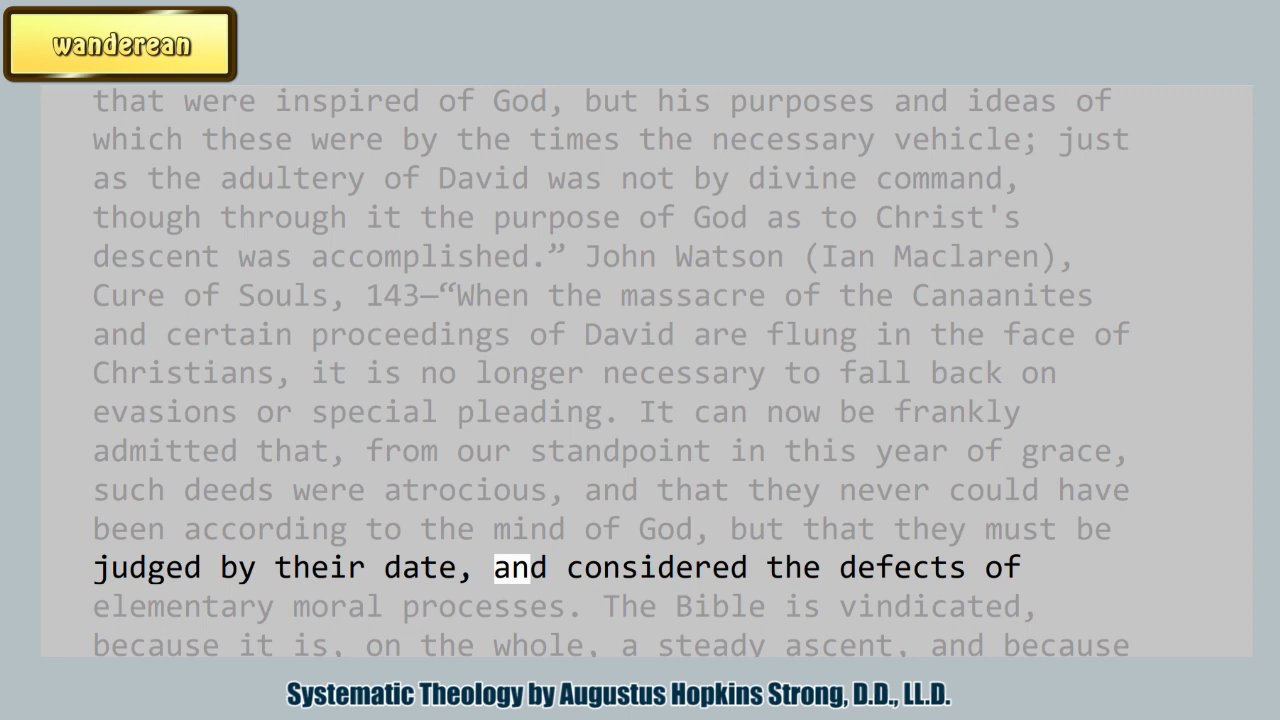 wanderean
that were inspired of God, but his purposes and ideas of
which these were by the times the necessary vehicle; just
as the adultery of David was not by divine command,
though through it the purpose of God as to Christ's
descent was accomplished.” John Watson (Ian Maclaren),
Cure of Souls, 143—“When the massacre of the Canaanites
and certain proceedings of David are flung in the face of
Christians, it is no longer necessary to fall back on
evasions or special pleading. It can now be frankly
admitted that, from our standpoint in this year of grace,
such deeds were atrocious, and that they never could have
been according to the mind of God, but that they must be
judged by their date, and considered the defects of
elementary moral processes. The Bible is vindicated,
because it is, on the whole, a steady ascent, and because
Systematic Theology by Augustus Hopkins Strong, D.D., LL.D.